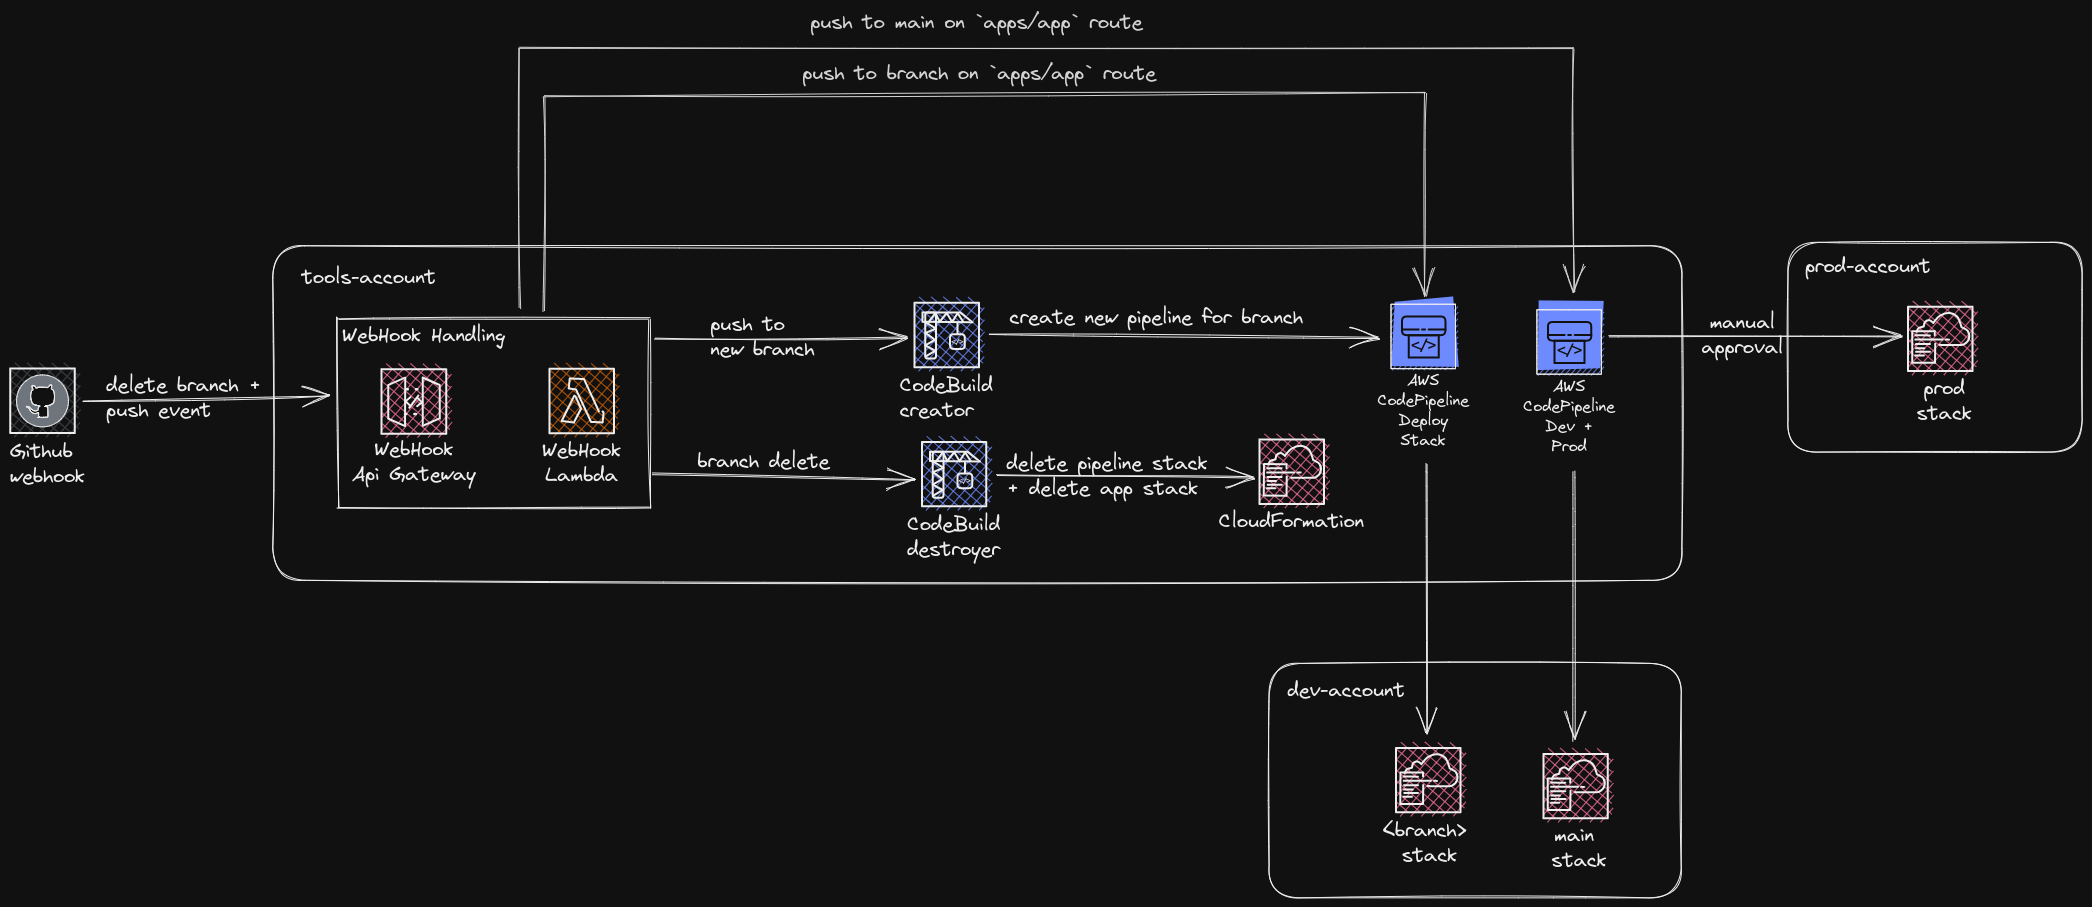 push to main on `apps/app` route
push to branch on `apps/app` route
tools-account
prod-account
WebHook Handling
push to
new branch
create new pipeline for branch
manual
approval
Github
webhook
delete branch +
push event
WebHook
Api Gateway
WebHook
Lambda
CodeBuild
creator
AWS
CodePipeline
Deploy
Stack
AWS
CodePipeline
Dev +
Prod
prod
stack
branch delete
delete pipeline stack
+ delete app stack
CodeBuild
destroyer
CloudFormation
dev-account
<branch>
stack
main
stack